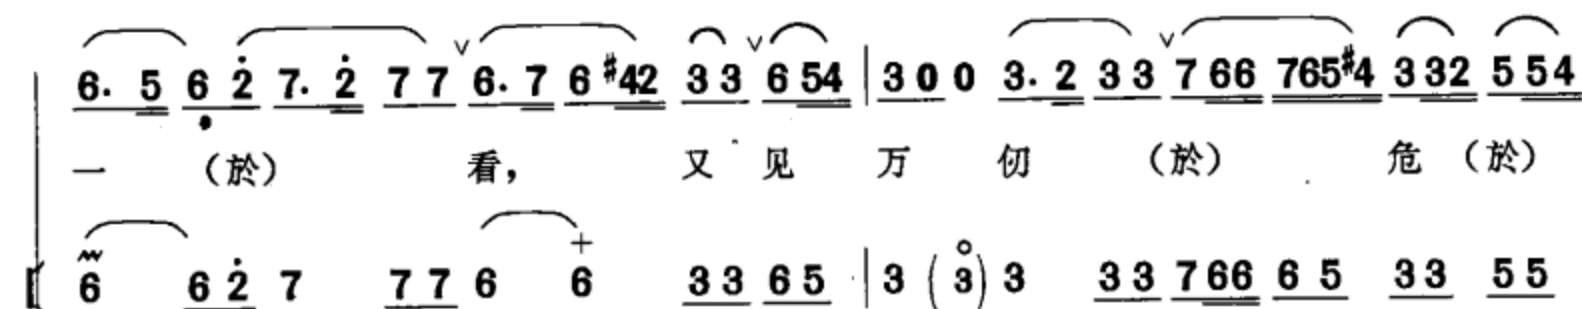 6. 5 6 2̇ 7. 2̇ 7 7 ∨ 6. 7 6 #42 3 3 ∨ 6 54 | 3 0 0 3. 2 3 3 ∨ 7 66 765#4 3 32 5 54
一 （於） 看， 又 见 万 仞 （於） 危 （於）
6 6 2̇ 7 7 7 6 + 6 3 3 6 5 | 3 (3) 3 3 3 7 66 6 5 3 3 5 5